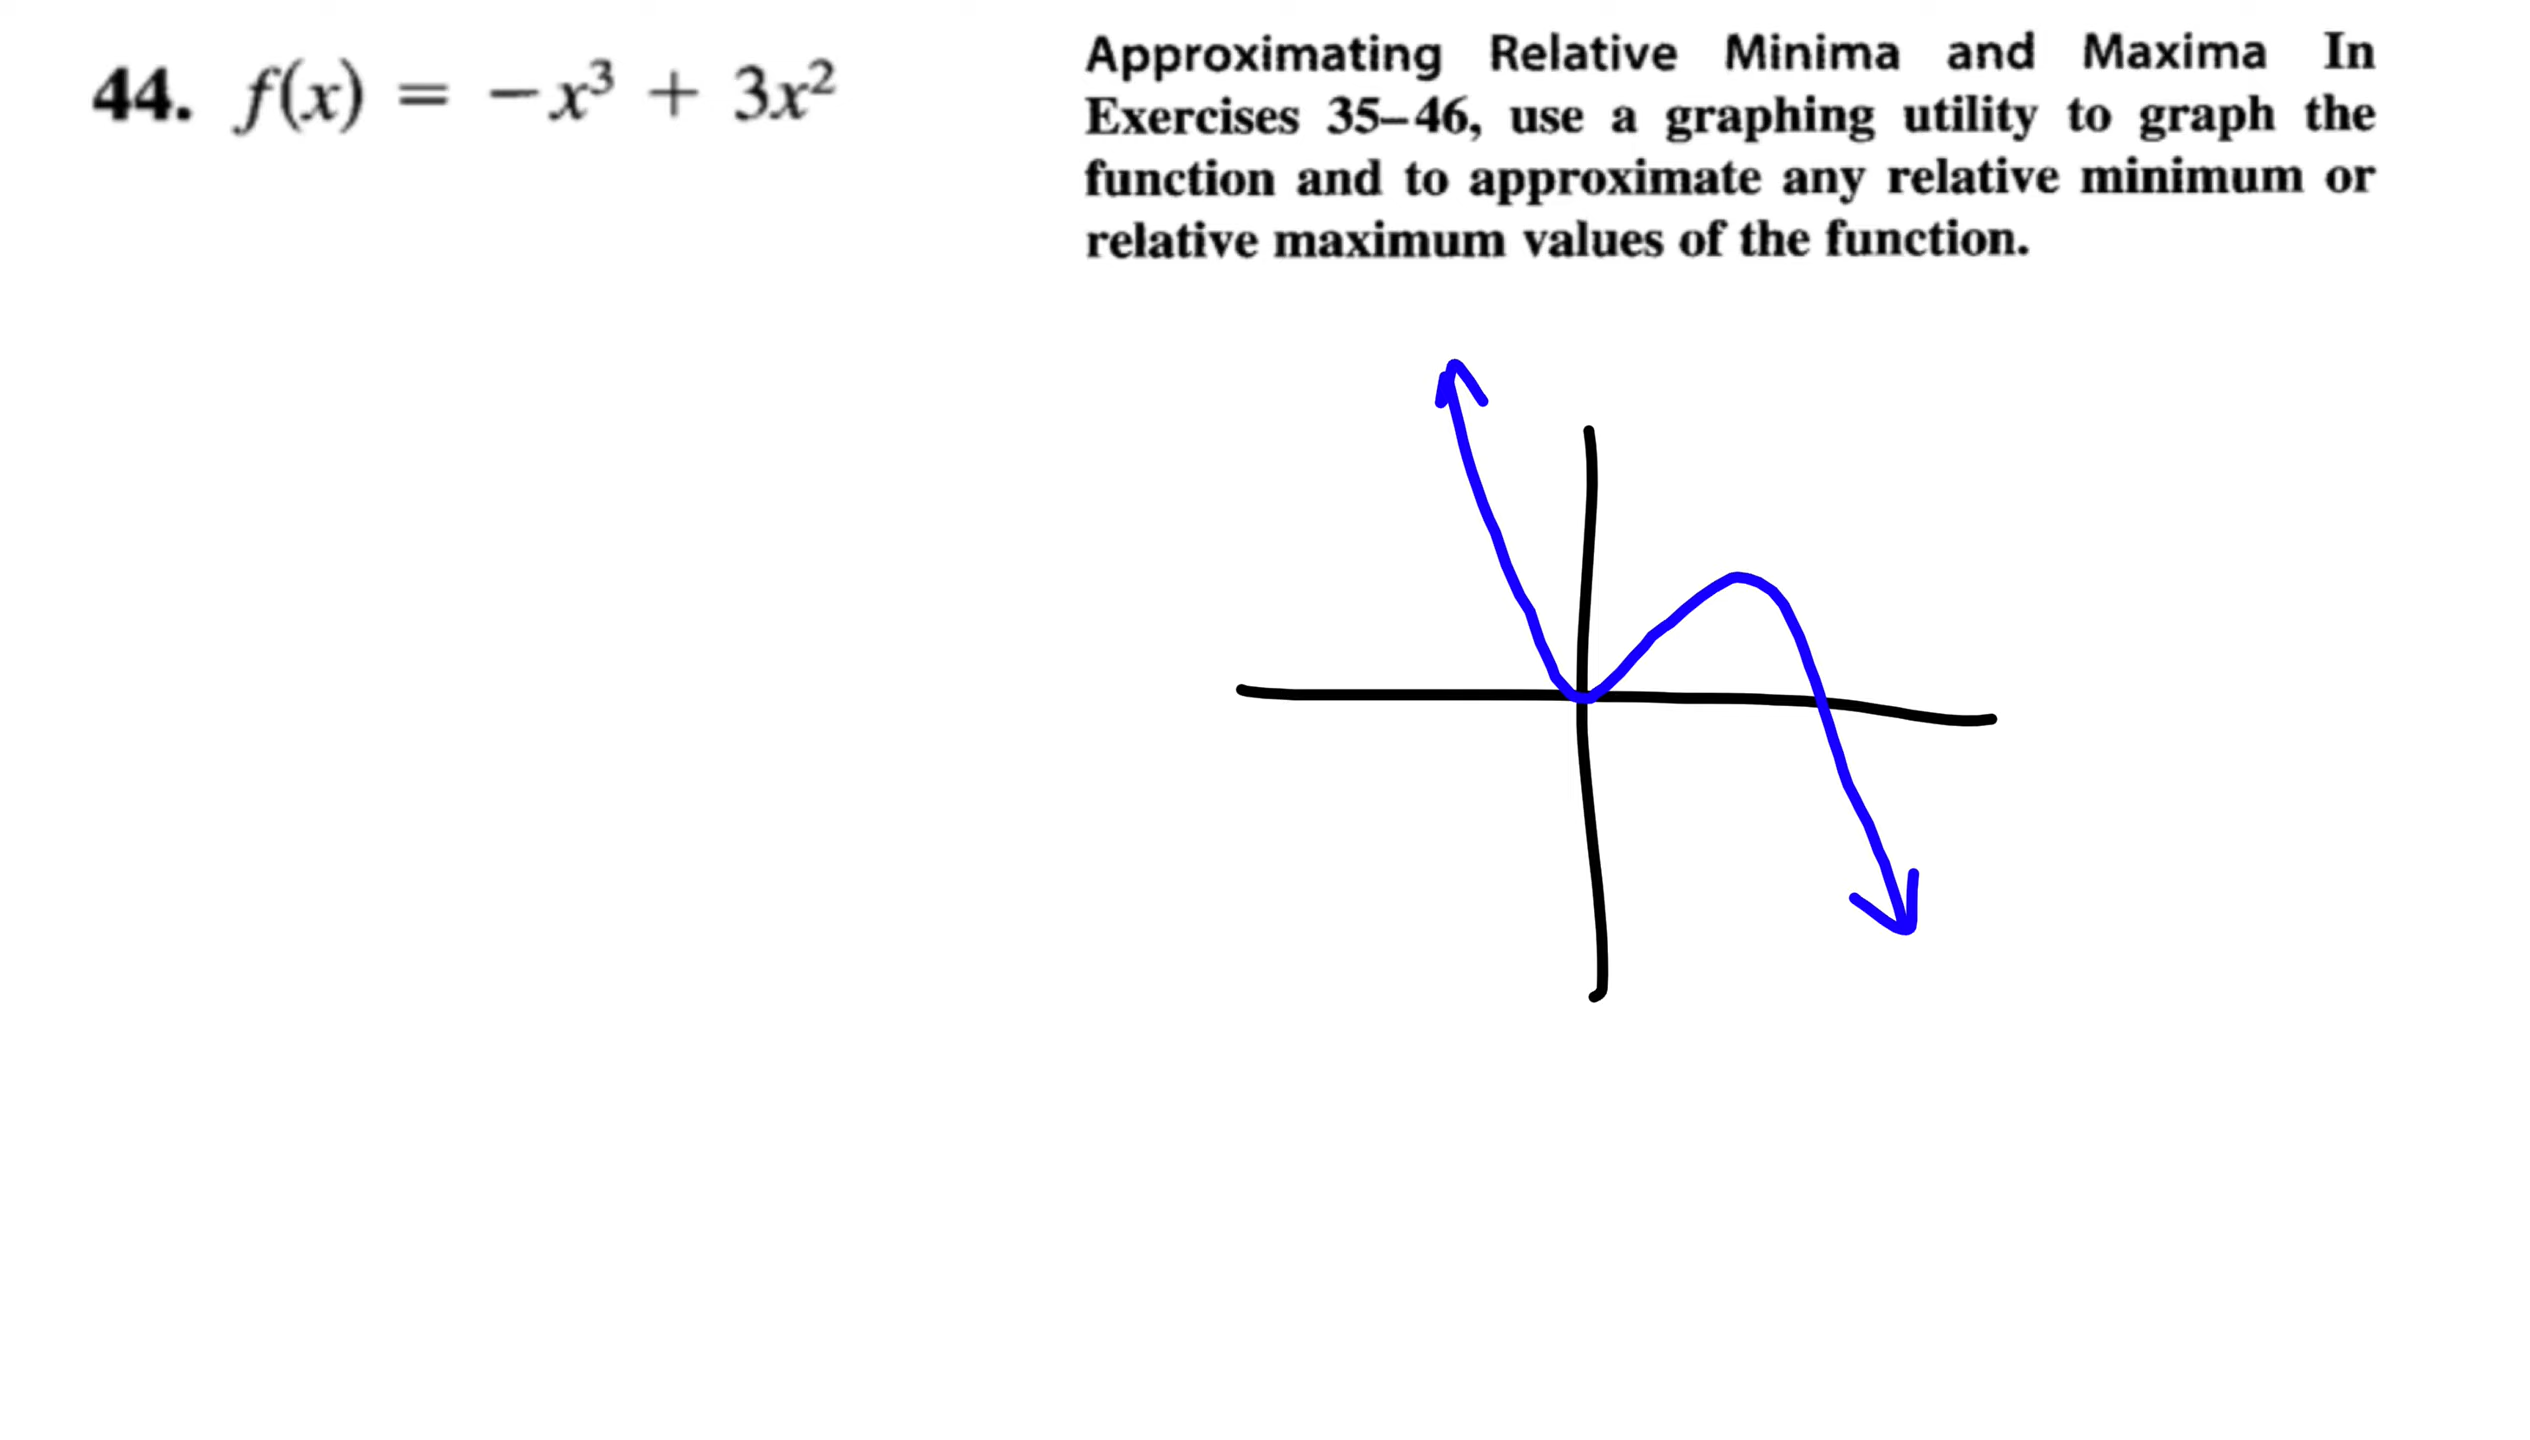 44. f(x) = −x³ + 3x²
Approximating Relative Minima and Maxima In
Exercises 35–46, use a graphing utility to graph the
function and to approximate any relative minimum or
relative maximum values of the function.